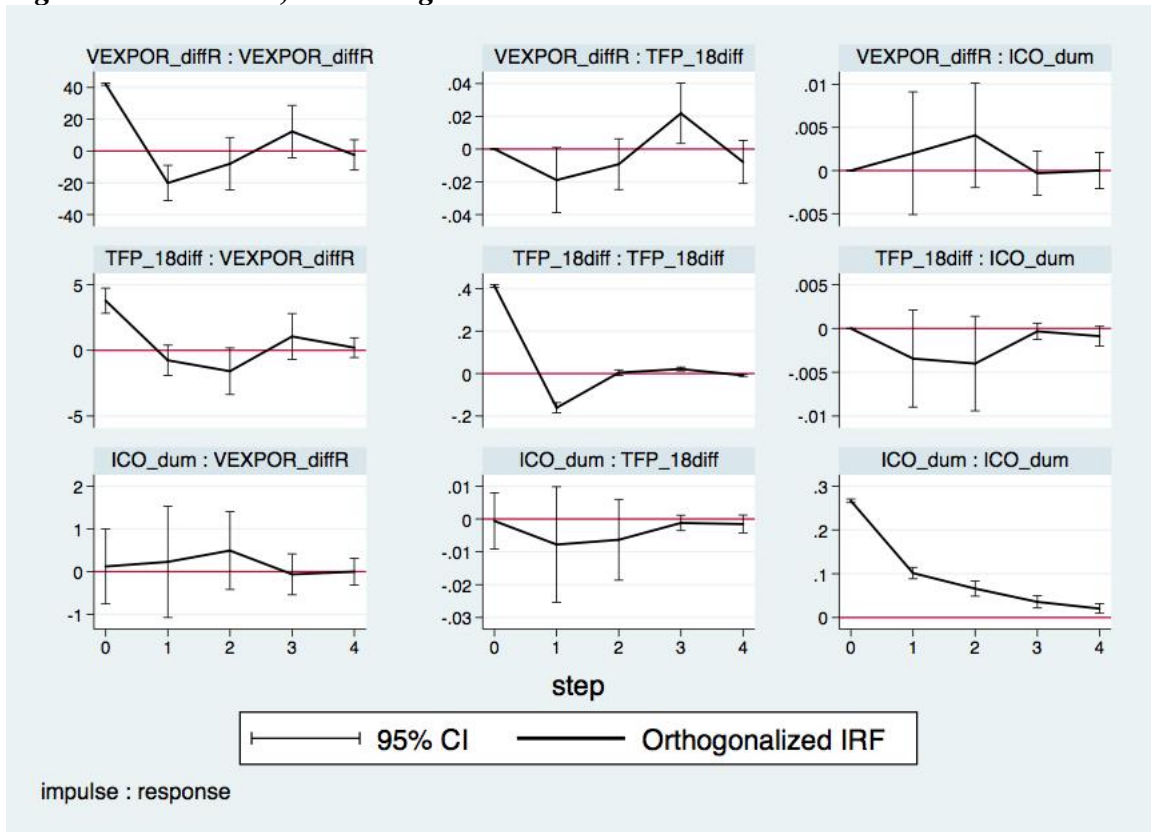 VEXPOR_diffR : VEXPOR_diffR
VEXPOR_diffR : TFP_18diff
VEXPOR_diffR : ICO_dum
40
20
0
-20
-40
.04
.02
0
-.02
-.04
.01
.005
0
-.005
TFP_18diff : VEXPOR_diffR
TFP_18diff : TFP_18diff
TFP_18diff : ICO_dum
5
0
-5
.4
.2
0
-.2
.005
0
-.005
-.01
ICO_dum : VEXPOR_diffR
ICO_dum : TFP_18diff
ICO_dum : ICO_dum
2
1
0
-1
.01
0
-.01
-.02
-.03
.3
.2
.1
0
0 1 2 3 4
0 1 2 3 4
0 1 2 3 4
step
95% CI
Orthogonalized IRF
impulse : response